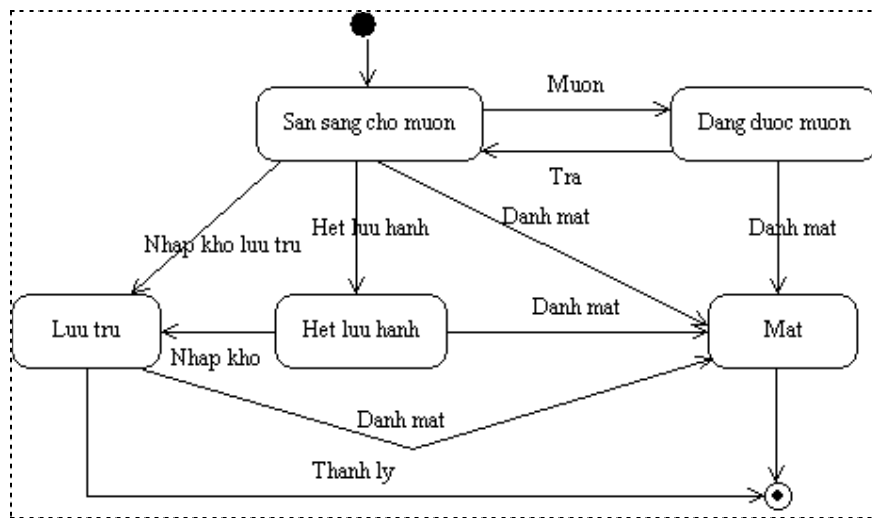 Muon
San sang cho muon
Dang duoc muon
Tra
Danh mat
Het luu hanh
Danh mat
Nhap kho luu tru
Danh mat
Luu tru
Het luu hanh
Mat
Nhap kho
Danh mat
Thanh ly